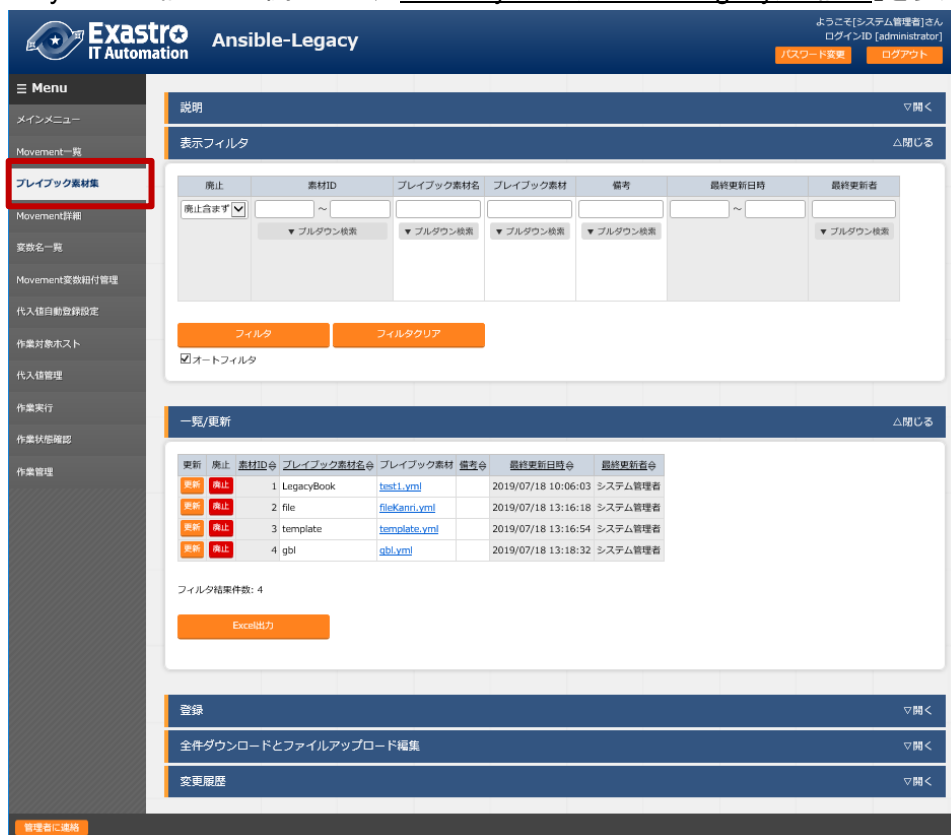 Exastro
IT Automation
Ansible-Legacy
ようこそ[システム管理者]さん
ログインID [administrator]
パスワード変更 ログアウト
Menu
メインメニュー
Movement一覧
プレイブック素材集
Movement詳細
変数名一覧
Movement変数紐付管理
代入値自動登録設定
作業対象ホスト
代入値管理
作業実行
作業状態確認
作業管理
説明 ▽開く
表示フィルタ △閉じる
廃止 素材ID プレイブック素材名 プレイブック素材 備考 最終更新日時 最終更新者
廃止含まず ～ ～
▼ プルダウン検索 ▼ プルダウン検索 ▼ プルダウン検索 ▼ プルダウン検索 ▼ プルダウン検索
フィルタ フィルタクリア
オートフィルタ
一覧/更新 △閉じる
更新 廃止 素材ID プレイブック素材名 プレイブック素材 備考 最終更新日時 最終更新者
更新 廃止 1 LegacyBook test1.yml 2019/07/18 10:06:03 システム管理者
更新 廃止 2 file fileKanri.yml 2019/07/18 13:16:18 システム管理者
更新 廃止 3 template template.yml 2019/07/18 13:16:54 システム管理者
更新 廃止 4 gbl gbl.yml 2019/07/18 13:18:32 システム管理者
フィルタ結果件数: 4
Excel出力
登録 ▽開く
全件ダウンロードとファイルアップロード編集 ▽開く
変更履歴 ▽開く
管理者に連絡